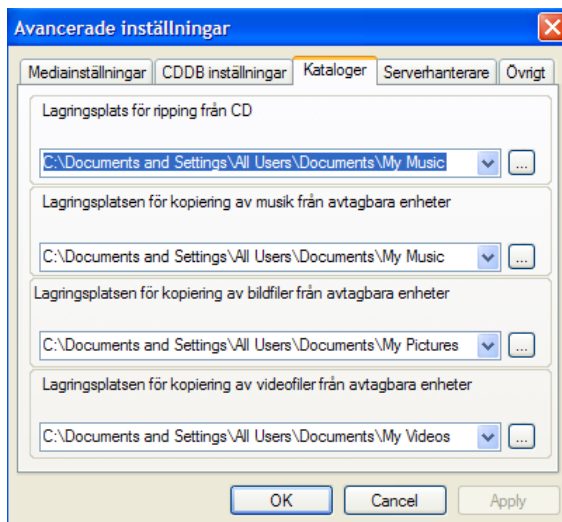 Avancerade inställningar
Mediainställningar CDDB inställningar Kataloger Serverhanterare Övrigt
Lagringsplats för ripping från CD
C:\Documents and Settings\All Users\Documents\My Music ...
Lagringsplatsen för kopiering av musik från avtagbara enheter
C:\Documents and Settings\All Users\Documents\My Music ...
Lagringsplatsen för kopiering av bildfiler från avtagbara enheter
C:\Documents and Settings\All Users\Documents\My Pictures ...
Lagringsplatsen för kopiering av videofiler från avtagbara enheter
C:\Documents and Settings\All Users\Documents\My Videos ...
OK Cancel Apply